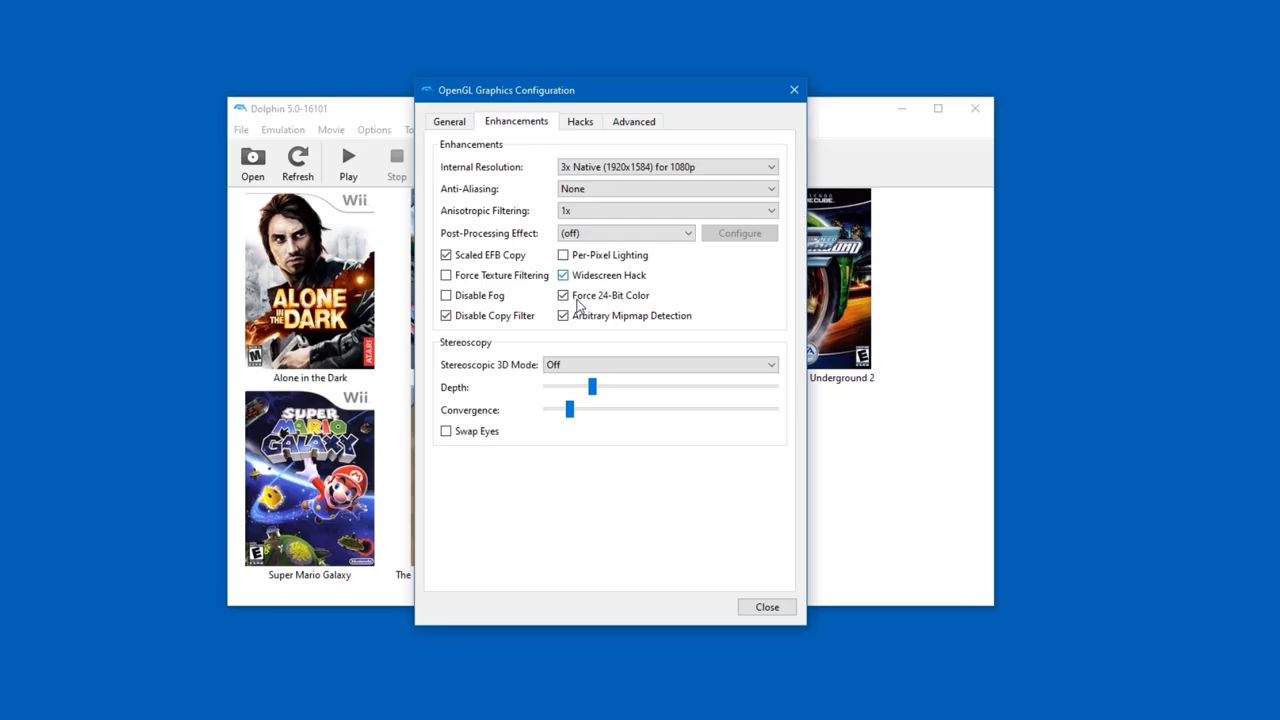 OpenGL Graphics Configuration
Dolphin 5.0-16101
File Emulation Movie Options To
General Enhancements Hacks Advanced
Open Refresh Play Stop
Enhancements
Internal Resolution: 3x Native (1920x1584) for 1080p
Anti-Aliasing: None
Anisotropic Filtering: 1x
Post-Processing Effect: (off) Configure
Scaled EFB Copy Per-Pixel Lighting
Force Texture Filtering Widescreen Hack
Disable Fog Force 24-Bit Color
Disable Copy Filter Arbitrary Mipmap Detection
Stereoscopy
Stereoscopic 3D Mode: Off
Depth:
Convergence:
Swap Eyes
Close
Wii
ALONE
IN THE
DARK
M
ATARI
Alone in the Dark
E
Underground 2
Wii
SUPER
MARIO
GALAXY
E
Nintendo
Super Mario Galaxy
The